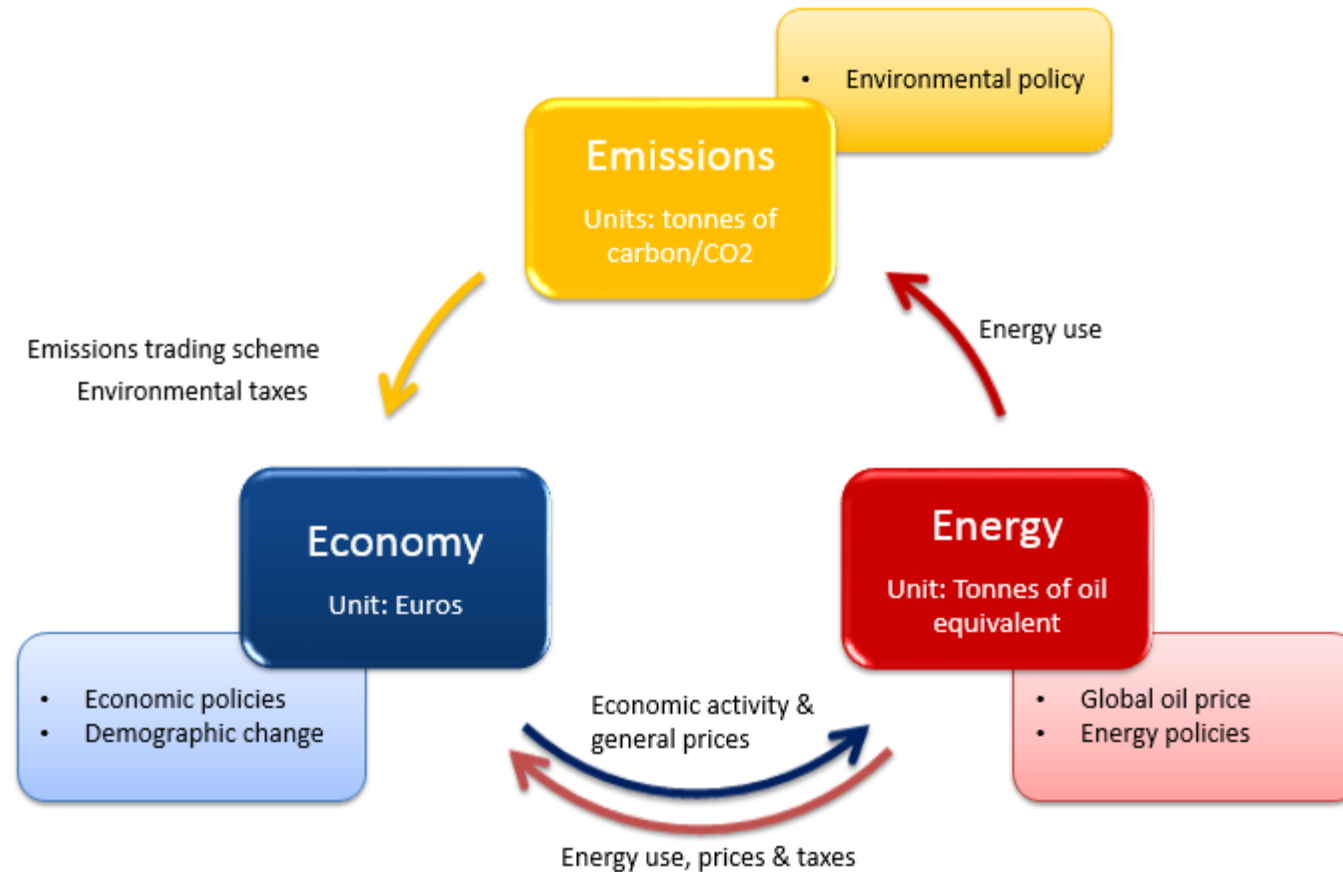 • Environmental policy
Emissions
Units: tonnes of
carbon/CO2
Energy use
Emissions trading scheme
Environmental taxes
Economy
Unit: Euros
Energy
Unit: Tonnes of oil
equivalent
• Economic policies
• Demographic change
Economic activity &
general prices
• Global oil price
• Energy policies
Energy use, prices & taxes